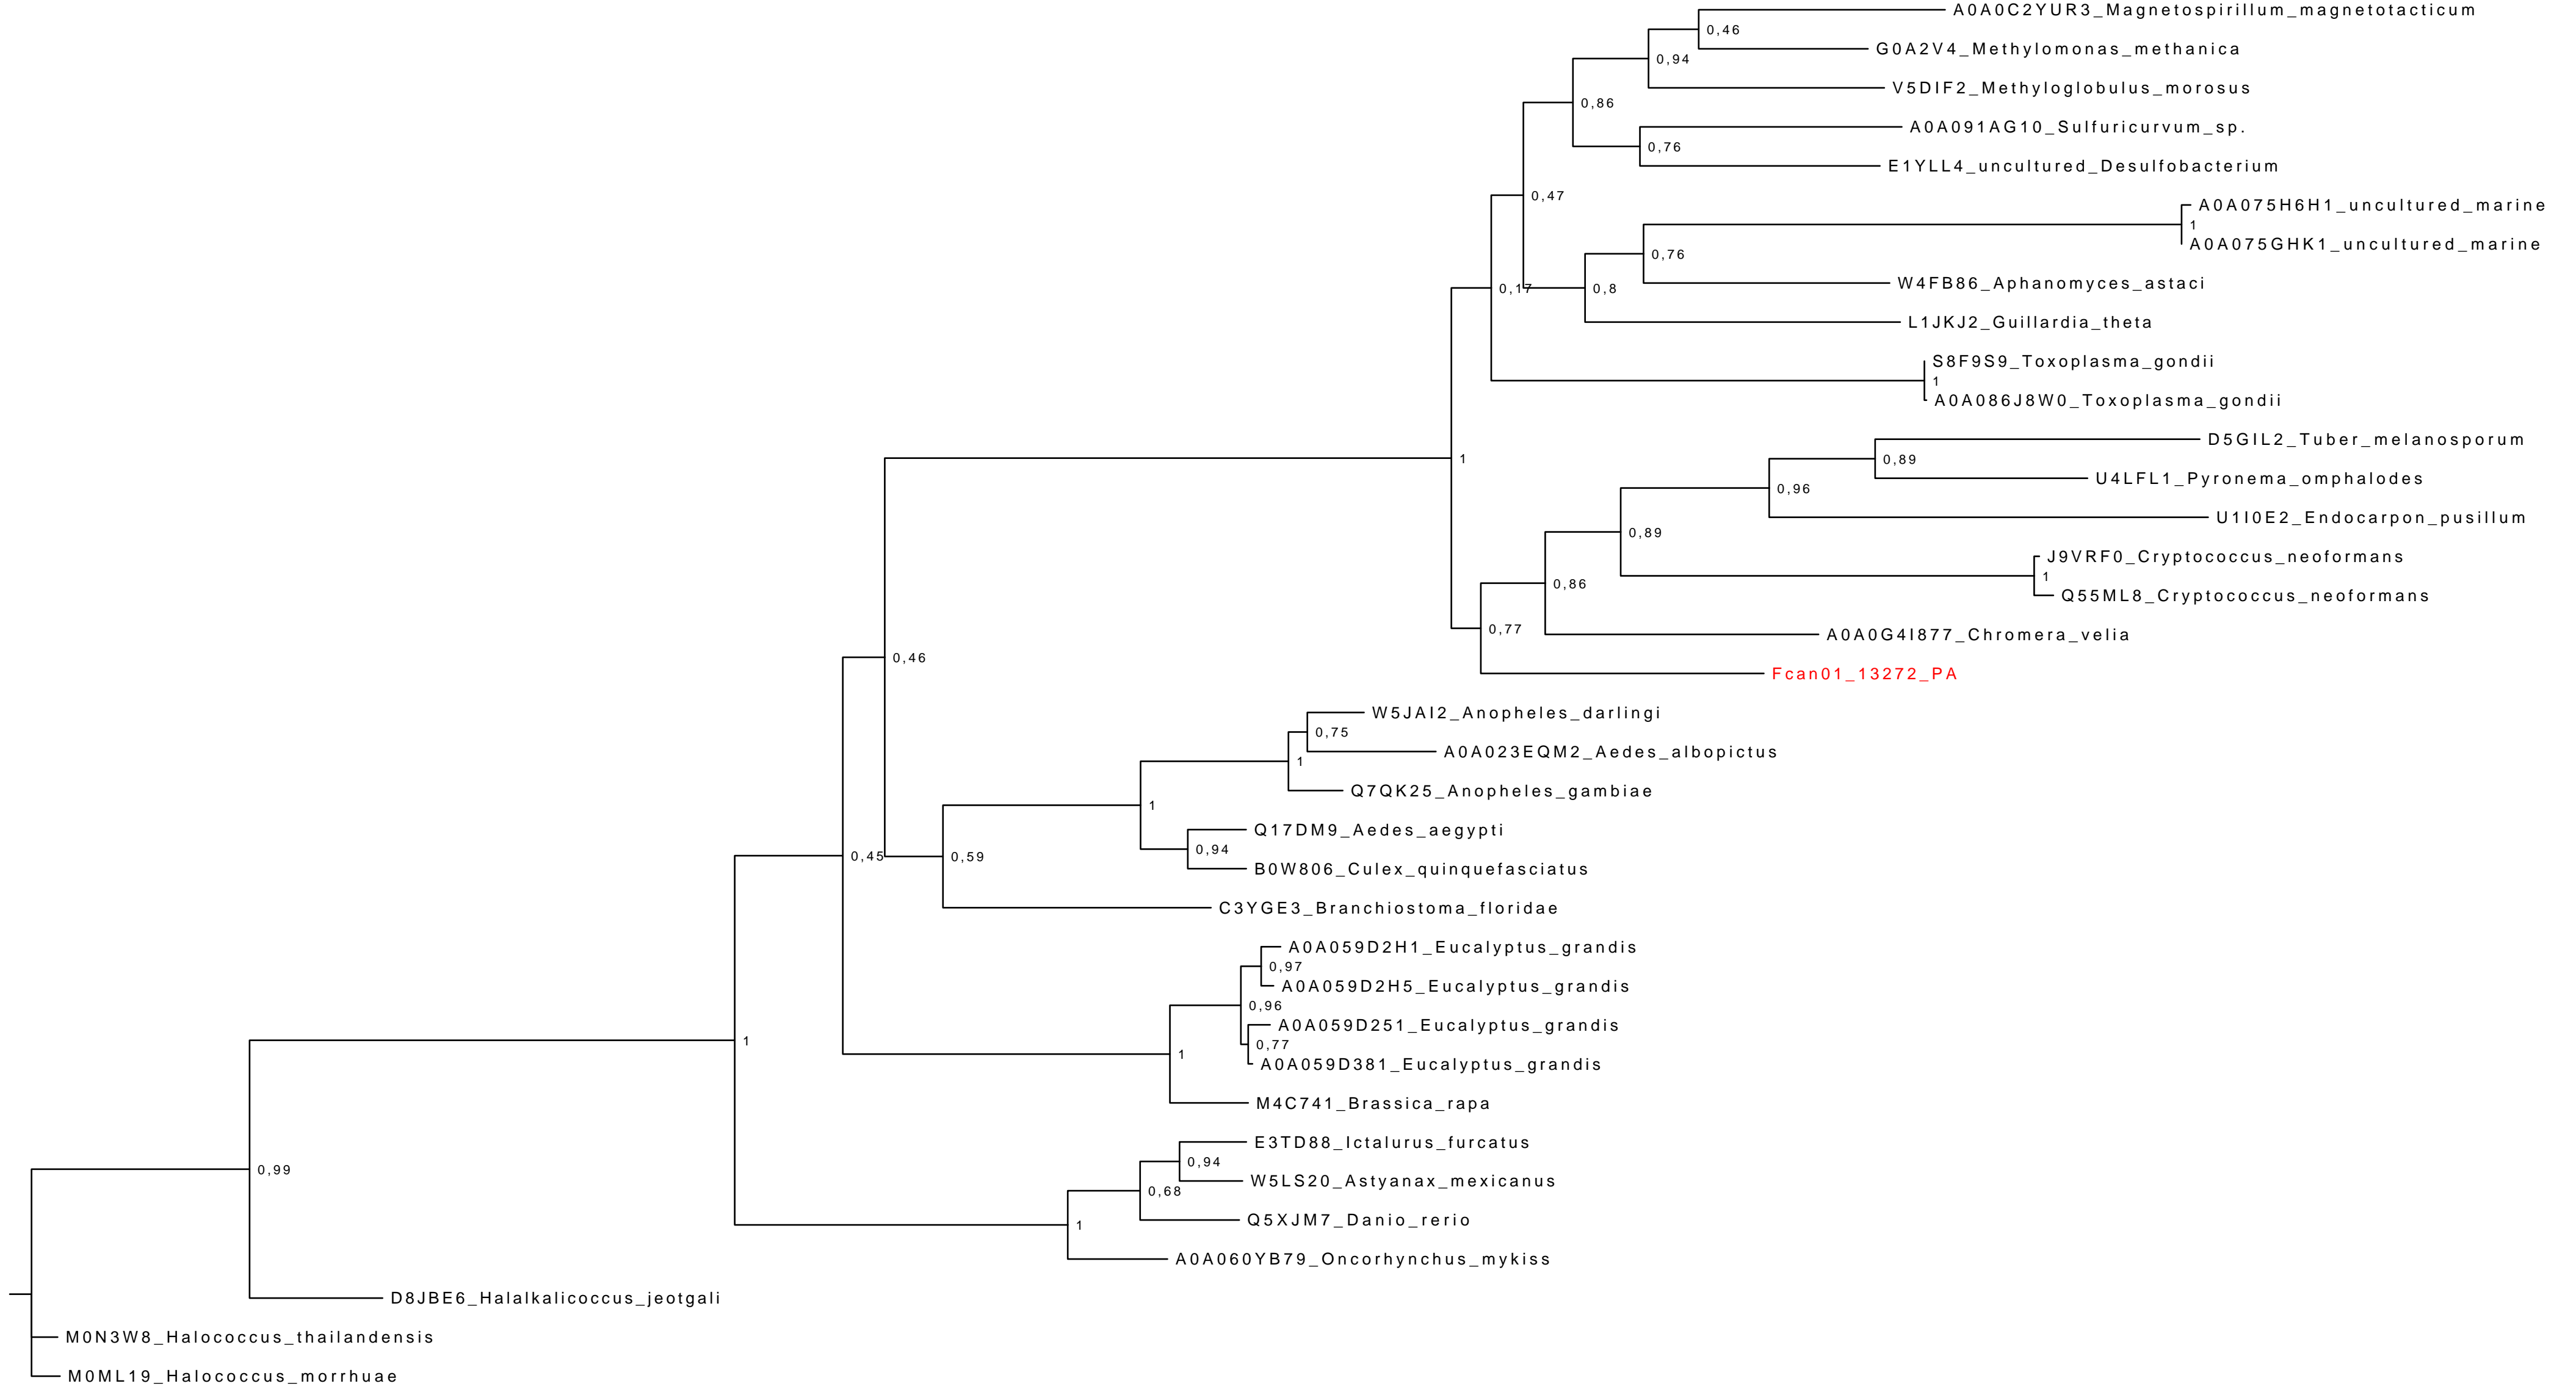 A0A0C2YUR3_Magnetospirillum_magnetotacticum
0,46
G0A2V4_Methylomonas_methanica
0,94
V5DIF2_Methyloglobulus_morosus
0,86
A0A091AG10_Sulfuricurvum_sp.
0,76
E1YLL4_uncultured_Desulfobacterium
0,47
A0A075H6H1_uncultured_marine
1
A0A075GHK1_uncultured_marine
0,76
W4FB86_Aphanomyces_astaci
0,17
0,8
L1JKJ2_Guillardia_theta
S8F9S9_Toxoplasma_gondii
1
A0A086J8W0_Toxoplasma_gondii
D5GIL2_Tuber_melanosporum
1
0,89
U4LFL1_Pyronema_omphalodes
0,96
U1I0E2_Endocarpon_pusillum
0,89
J9VRF0_Cryptococcus_neoformans
1
Q55ML8_Cryptococcus_neoformans
0,86
0,77
A0A0G4I877_Chromera_velia
0,46
Fcan01_13272_PA
W5JAI2_Anopheles_darlingi
0,75
A0A023EQM2_Aedes_albopictus
1
Q7QK25_Anopheles_gambiae
1
Q17DM9_Aedes_aegypti
0,94
0,45
0,59
B0W806_Culex_quinquefasciatus
C3YGE3_Branchiostoma_floridae
A0A059D2H1_Eucalyptus_grandis
0,97
A0A059D2H5_Eucalyptus_grandis
0,96
A0A059D251_Eucalyptus_grandis
1
0,77
1
A0A059D381_Eucalyptus_grandis
M4C741_Brassica_rapa
E3TD88_Ictalurus_furcatus
0,99
0,94
W5LS20_Astyanax_mexicanus
0,68
Q5XJM7_Danio_rerio
1
A0A060YB79_Oncorhynchus_mykiss
D8JBE6_Halalkalicoccus_jeotgali
M0N3W8_Halococcus_thailandensis
M0ML19_Halococcus_morrhuae